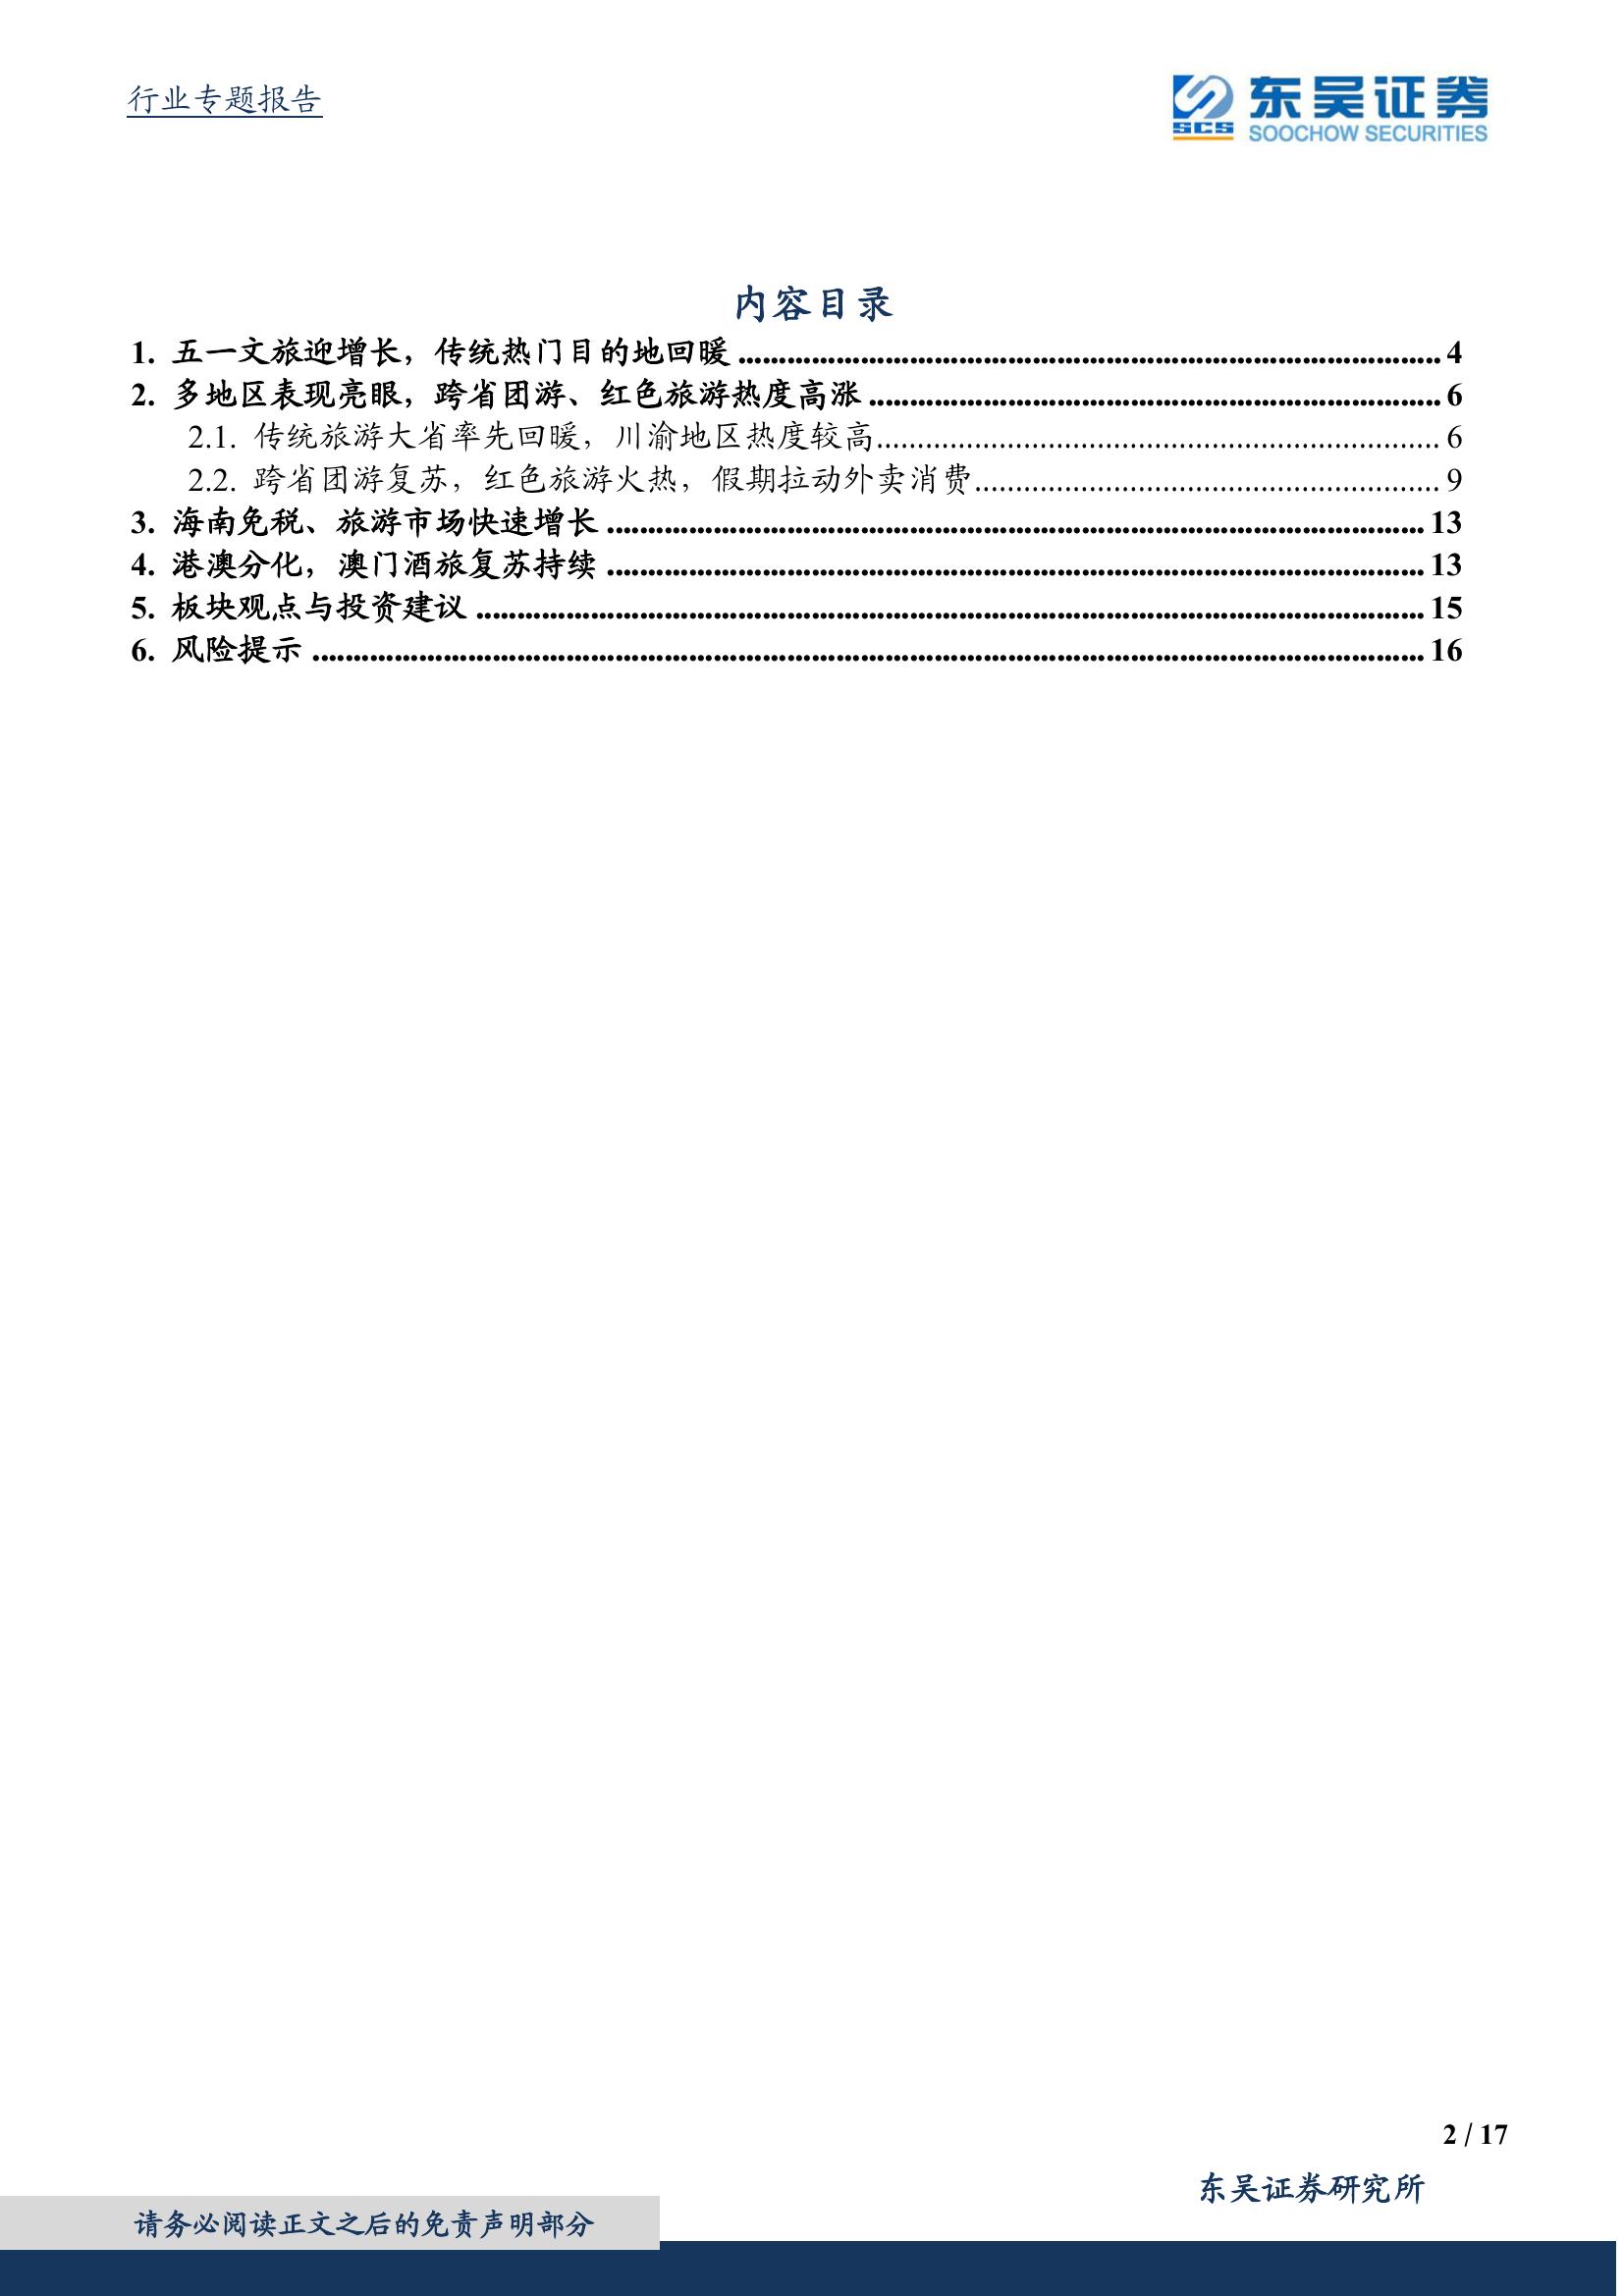 行业专题报告
SCS
东吴证券
SOOCHOW SECURITIES
内容目录
1. 五一文旅迎增长，传统热门目的地回暖 ........ 4
2. 多地区表现亮眼，跨省团游、红色旅游热度高涨 ........ 6
2.1. 传统旅游大省率先回暖，川渝地区热度较高 ........ 6
2.2. 跨省团游复苏，红色旅游火热，假期拉动外卖消费 ........ 9
3. 海南免税、旅游市场快速增长 ........ 13
4. 港澳分化，澳门酒旅复苏持续 ........ 13
5. 板块观点与投资建议 ........ 15
6. 风险提示 ........ 16
2 / 17
东吴证券研究所
请务必阅读正文之后的免责声明部分